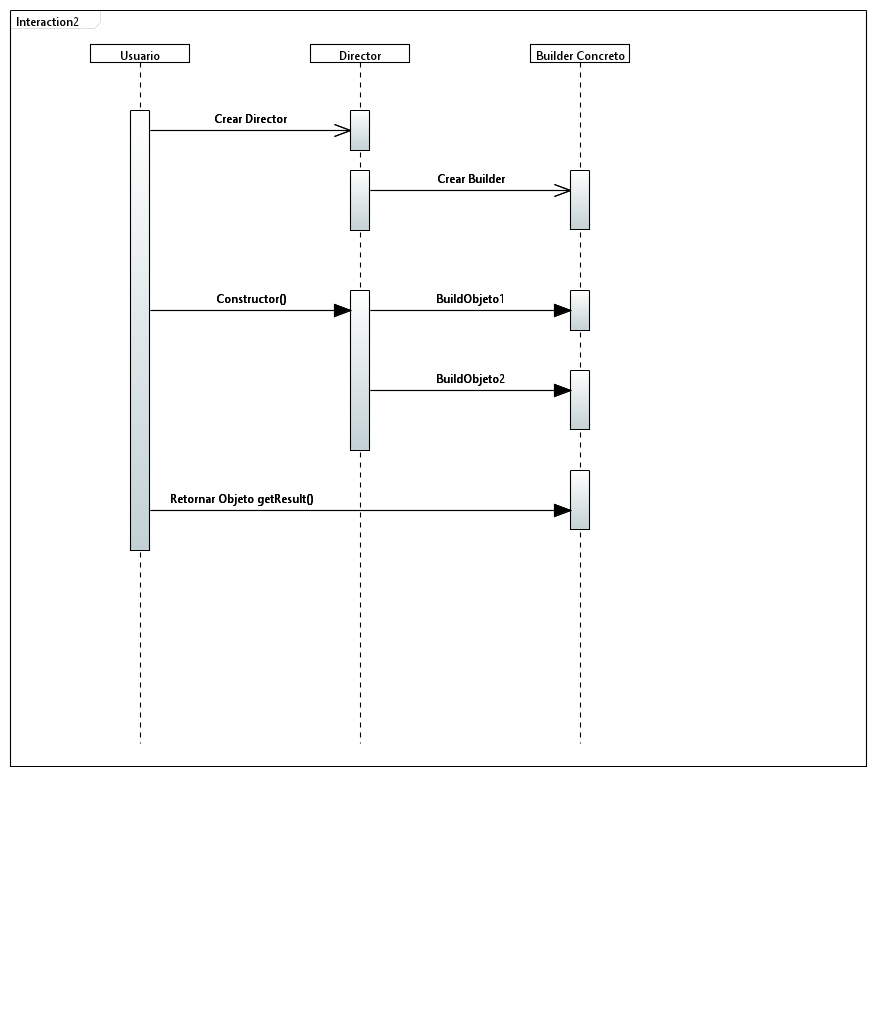 Interaction2
Usuario
Director
Builder Concreto
Crear Director
Crear Builder
Constructor()
BuildObjeto1
BuildObjeto2
Retornar Objeto getResult()